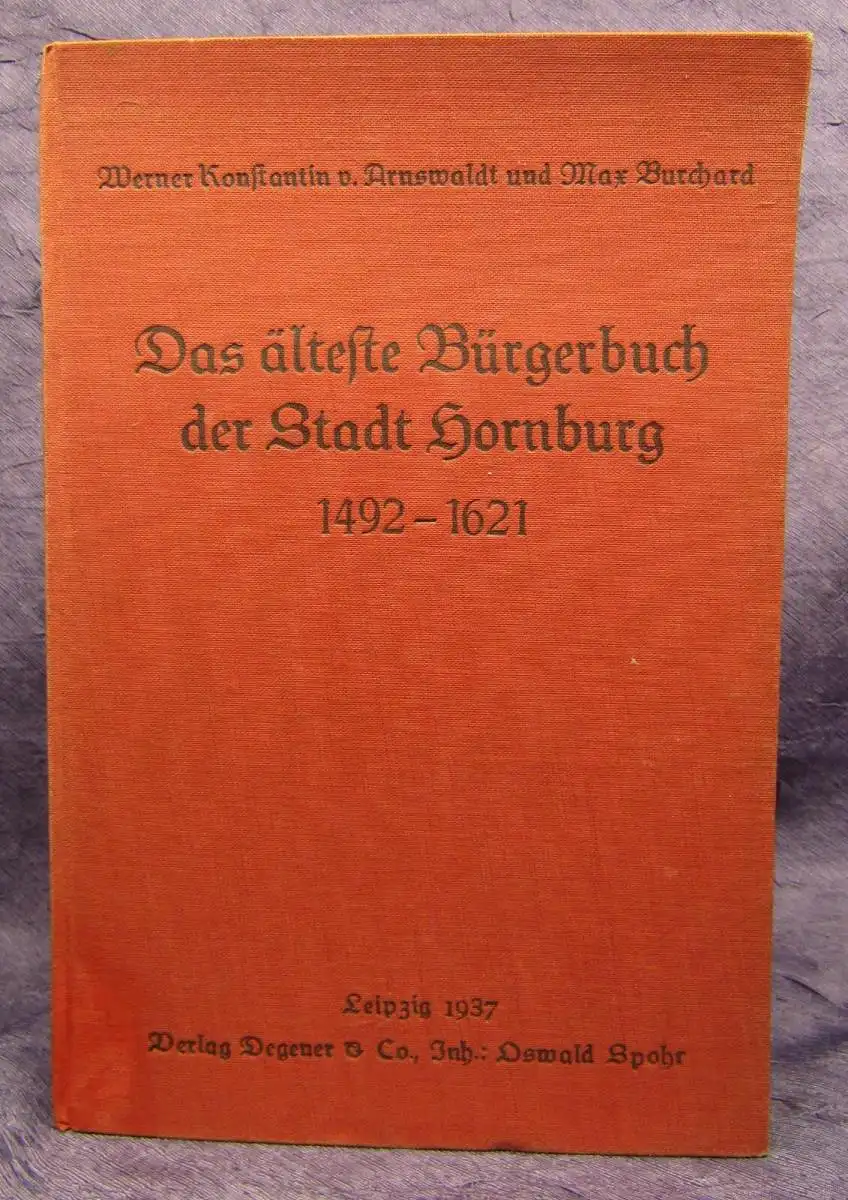 Werner Konſtantin v. Arnswaldt und Max Burchard
Das älteſte Bürgerbuch
der Stadt Hornburg
1492 – 1621
Leipzig 1937
Verlag Degener & Co., Inh.: Oswald Spohr